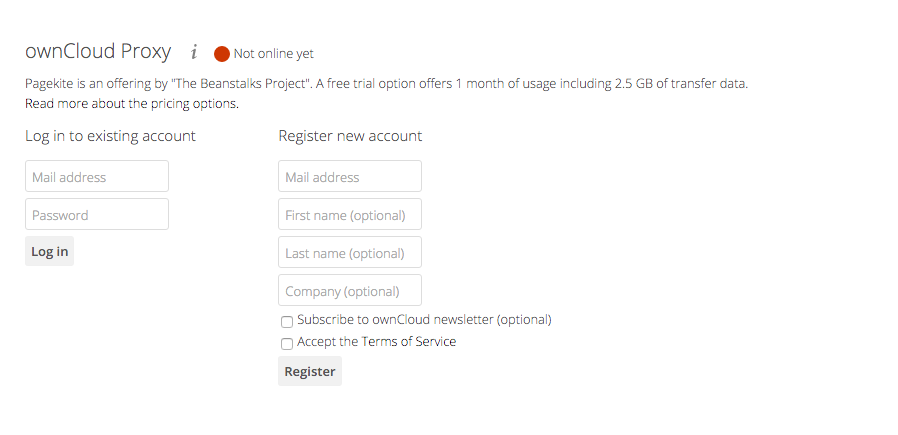 ownCloud Proxy i Not online yet
Pagekite is an offering by "The Beanstalks Project". A free trial option offers 1 month of usage including 2.5 GB of transfer data.
Read more about the pricing options.
Log in to existing account
Mail address
Password
Log in
Register new account
Mail address
First name (optional)
Last name (optional)
Company (optional)
Subscribe to ownCloud newsletter (optional)
Accept the Terms of Service
Register